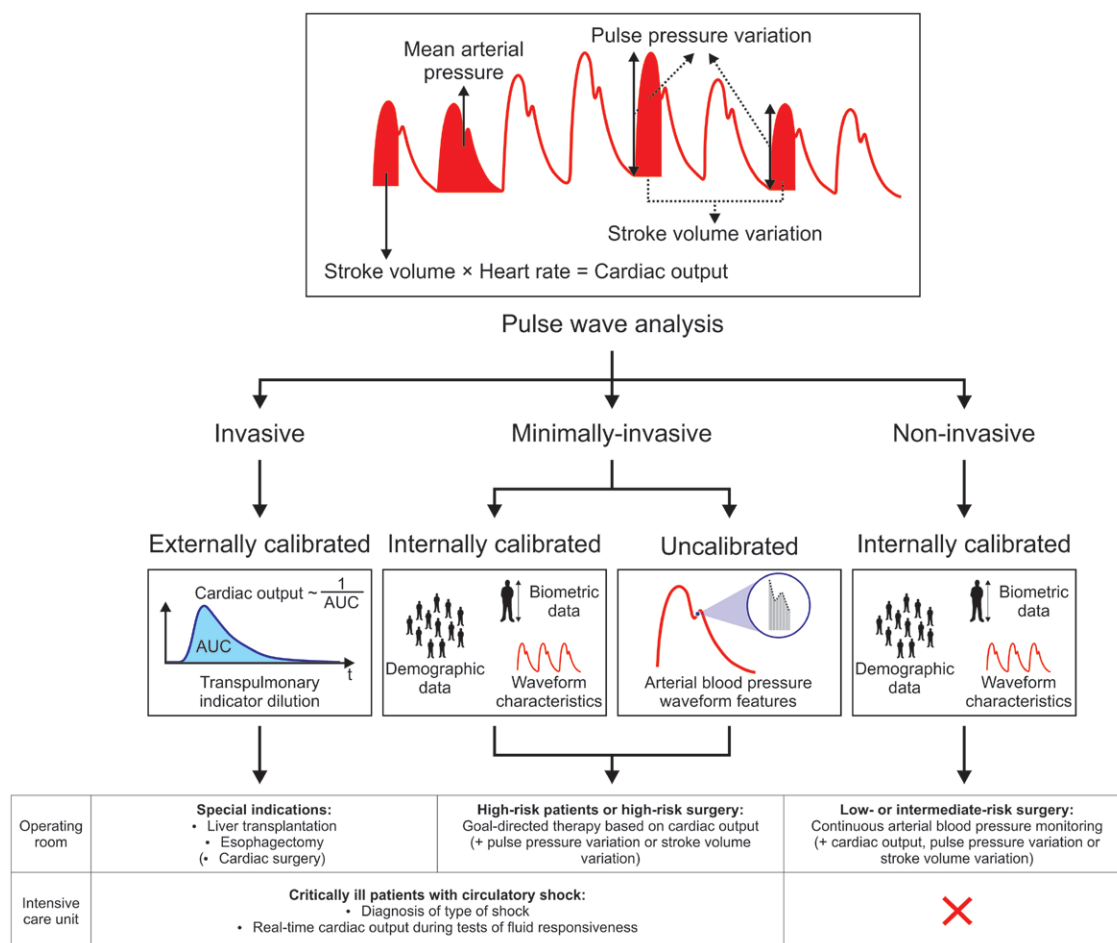 Pulse pressure variation
Mean arterial
pressure
Stroke volume variation
Stroke volume × Heart rate = Cardiac output
Pulse wave analysis
Invasive
Minimally-invasive
Non-invasive
Externally calibrated
Internally calibrated
Uncalibrated
Internally calibrated
Cardiac output ~ 1
AUC
AUC
t
Transpulmonary
indicator dilution
Biometric
data
Demographic
data
Waveform
characteristics
Arterial blood pressure
waveform features
Biometric
data
Demographic
data
Waveform
characteristics
Operating
room
Special indications:
• Liver transplantation
• Esophagectomy
(• Cardiac surgery)
High-risk patients or high-risk surgery:
Goal-directed therapy based on cardiac output
(+ pulse pressure variation or stroke volume
variation)
Low- or intermediate-risk surgery:
Continuous arterial blood pressure monitoring
(+ cardiac output, pulse pressure variation or
stroke volume variation)
Intensive
care unit
Critically ill patients with circulatory shock:
• Diagnosis of type of shock
• Real-time cardiac output during tests of fluid responsiveness